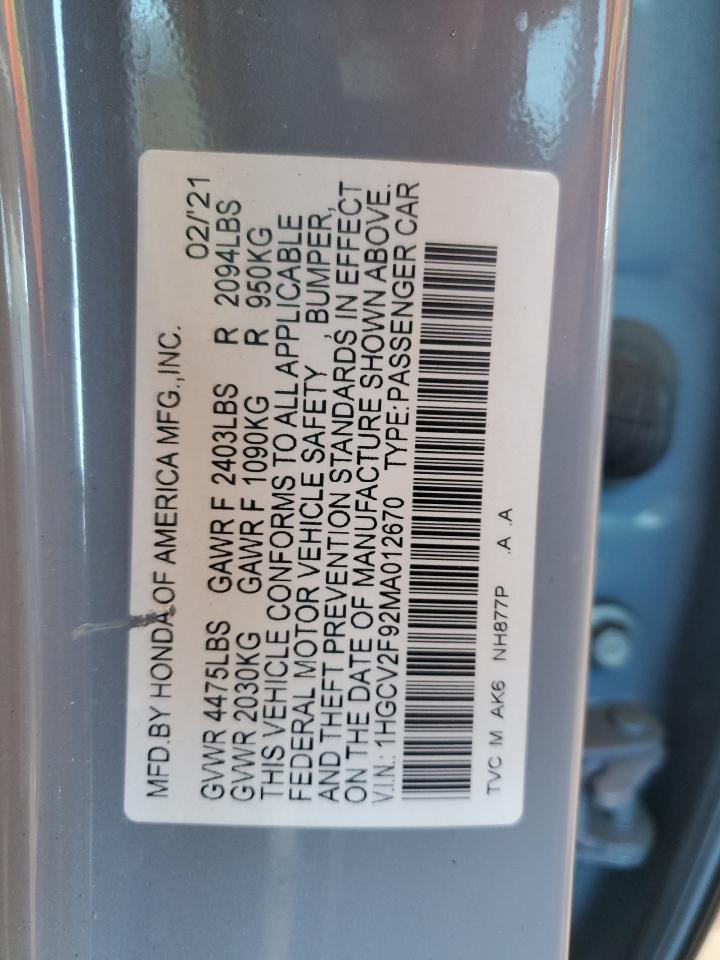 MFD.BY HONDA OF AMERICA MFG.,INC. 02/'21
GVWR 4475LBS GAWR F 2403LBS R 2094LBS
GVWR 2030KG GAWR F 1090KG R 950KG
THIS VEHICLE CONFORMS TO ALL APPLICABLE
FEDERAL MOTOR VEHICLE SAFETY , BUMPER,
AND THEFT PREVENTION STANDARDS IN EFFECT
ON THE DATE OF MANUFACTURE SHOWN ABOVE.
V.I.N.: 1HGCV2F92MA012670 TYPE: PASSENGER CAR
TVC M AK6 NH877P .A .A